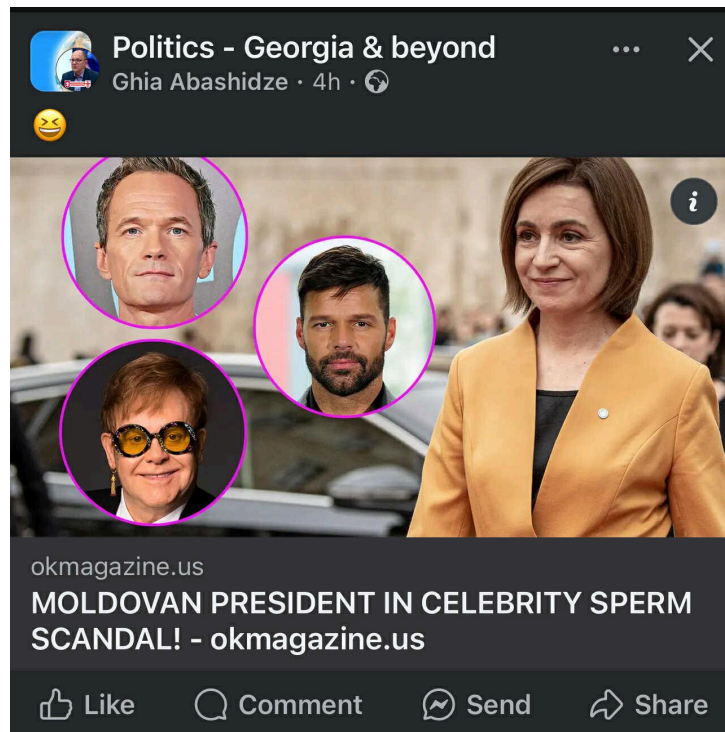 Politics - Georgia & beyond
Ghia Abashidze · 4h ·
okmagazine.us
MOLDOVAN PRESIDENT IN CELEBRITY SPERM
SCANDAL! - okmagazine.us
Like Comment Send Share